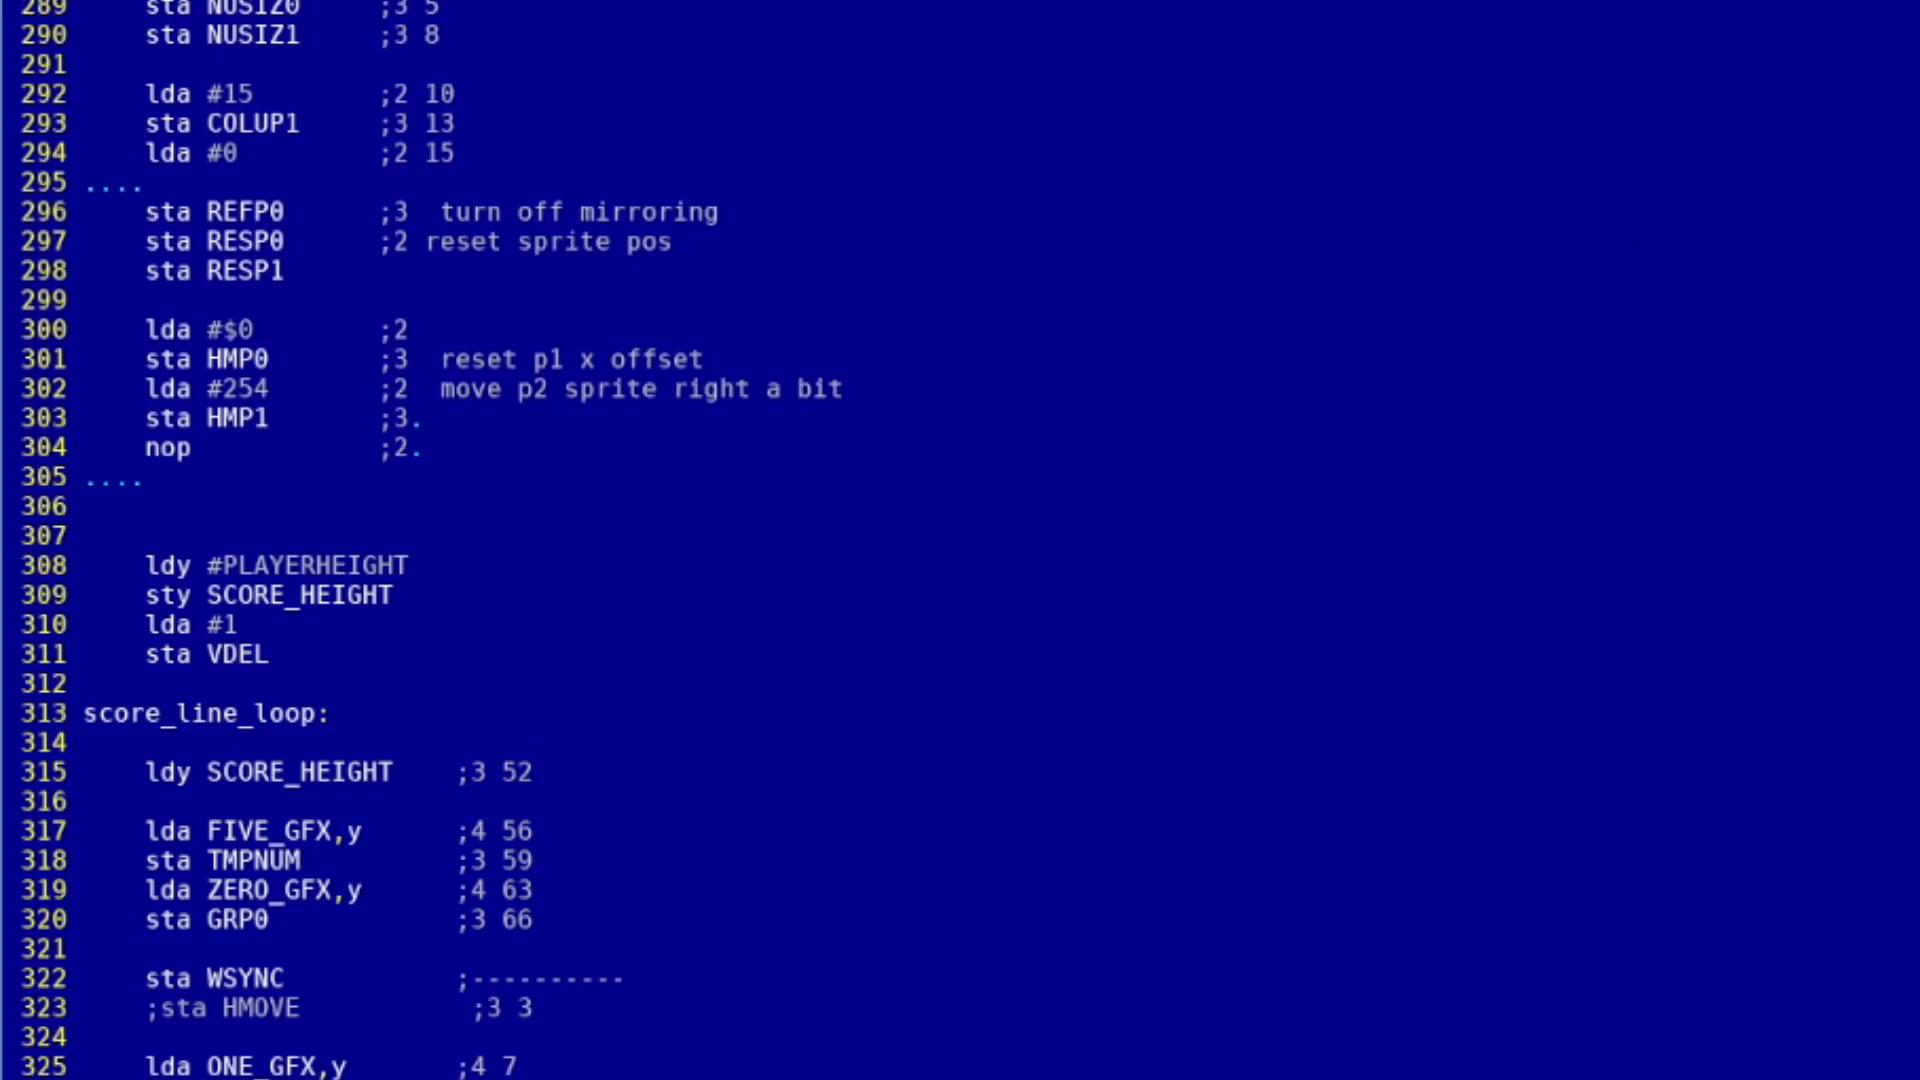 289     sta NUSIZ0     ;3 5
290     sta NUSIZ1     ;3 8
291
292     lda #15        ;2 10
293     sta COLUP1     ;3 13
294     lda #0         ;2 15
295 ....
296     sta REFP0      ;3  turn off mirroring
297     sta RESP0      ;2 reset sprite pos
298     sta RESP1
299
300     lda #$0        ;2
301     sta HMP0       ;3  reset p1 x offset
302     lda #254       ;2  move p2 sprite right a bit
303     sta HMP1       ;3.
304     nop            ;2.
305 ....
306
307
308     ldy #PLAYERHEIGHT
309     sty SCORE_HEIGHT
310     lda #1
311     sta VDEL
312
313 score_line_loop:
314
315     ldy SCORE_HEIGHT    ;3 52
316
317     lda FIVE_GFX,y      ;4 56
318     sta TMPNUM          ;3 59
319     lda ZERO_GFX,y      ;4 63
320     sta GRP0            ;3 66
321
322     sta WSYNC           ;----------
323     ;sta HMOVE           ;3 3
324
325     lda ONE_GFX,y       ;4 7